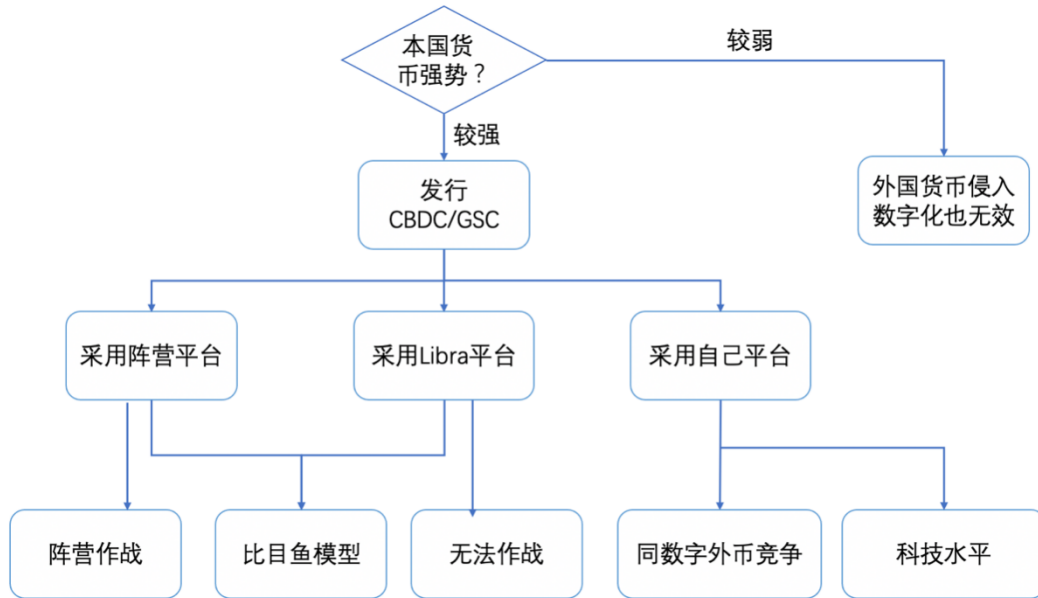 本国货
币强势？
较弱
较强
发行
CBDC/GSC
外国货币侵入
数字化也无效
采用阵营平台
采用Libra平台
采用自己平台
阵营作战
比目鱼模型
无法作战
同数字外币竞争
科技水平